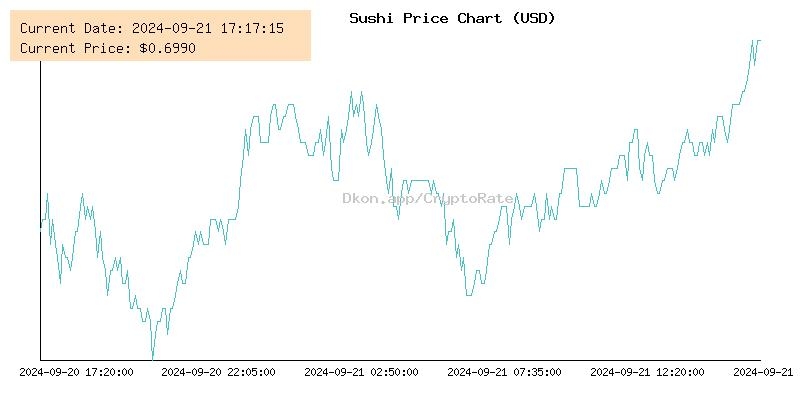 Sushi Price Chart (USD)
Current Date: 2024-09-21 17:17:15
Current Price: $0.6990
Dkon.app/CryptoRate
2024-09-20 17:20:00 2024-09-20 22:05:00 2024-09-21 02:50:00 2024-09-21 07:35:00 2024-09-21 12:20:00 2024-09-21